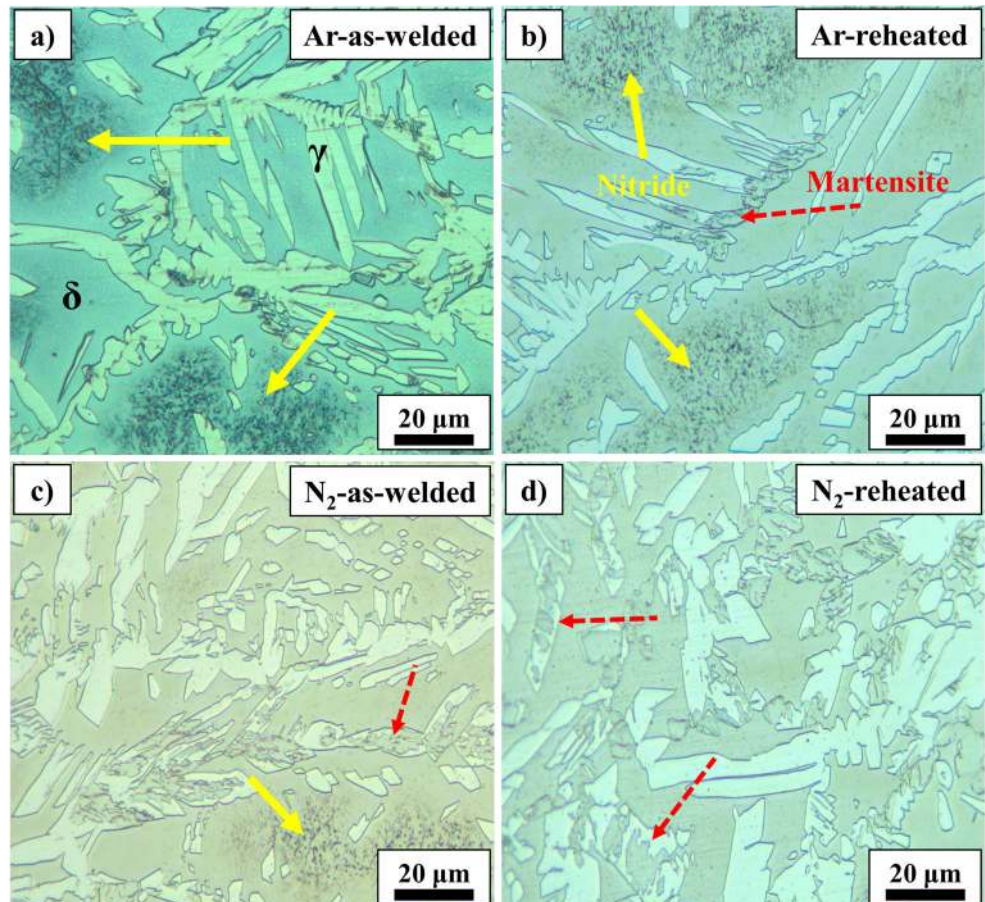 a)
Ar-as-welded
γ
δ
20 μm
b)
Ar-reheated
Nitride
Martensite
20 μm
c)
N₂-as-welded
20 μm
d)
N₂-reheated
20 μm